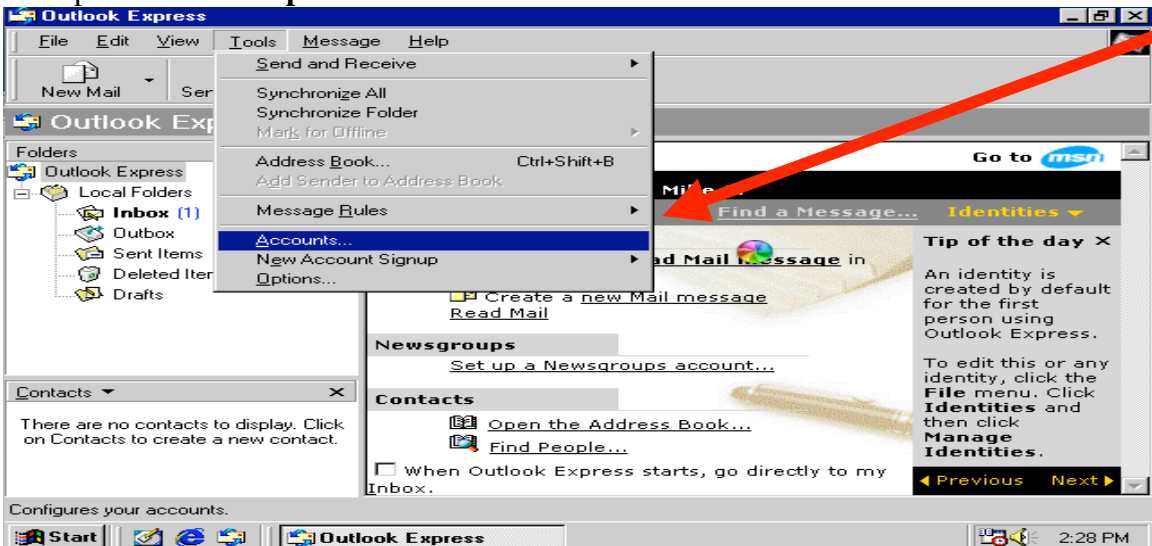 Outlook Express
File Edit View Tools Message Help
New Mail
Send and Receive
Synchronize All
Synchronize Folder
Mark for Offline
Address Book... Ctrl+Shift+B
Add Sender to Address Book
Message Rules
Accounts...
New Account Signup
Options...
Folders
Outlook Express
Local Folders
Inbox (1)
Outbox
Sent Items
Deleted Iter
Drafts
Go to msn
Find a Message... Identities
ad Mail message in
Create a new Mail message
Read Mail
Newsgroups
Set up a Newsgroups account...
Contacts
Open the Address Book...
Find People...
When Outlook Express starts, go directly to my
Inbox.
Tip of the day
An identity is
created by default
for the first
person using
Outlook Express.
To edit this or any
identity, click the
File menu. Click
Identities and
then click
Manage
Identities.
Previous Next
Contacts
There are no contacts to display. Click
on Contacts to create a new contact.
Configures your accounts.
Start Outlook Express 2:28 PM